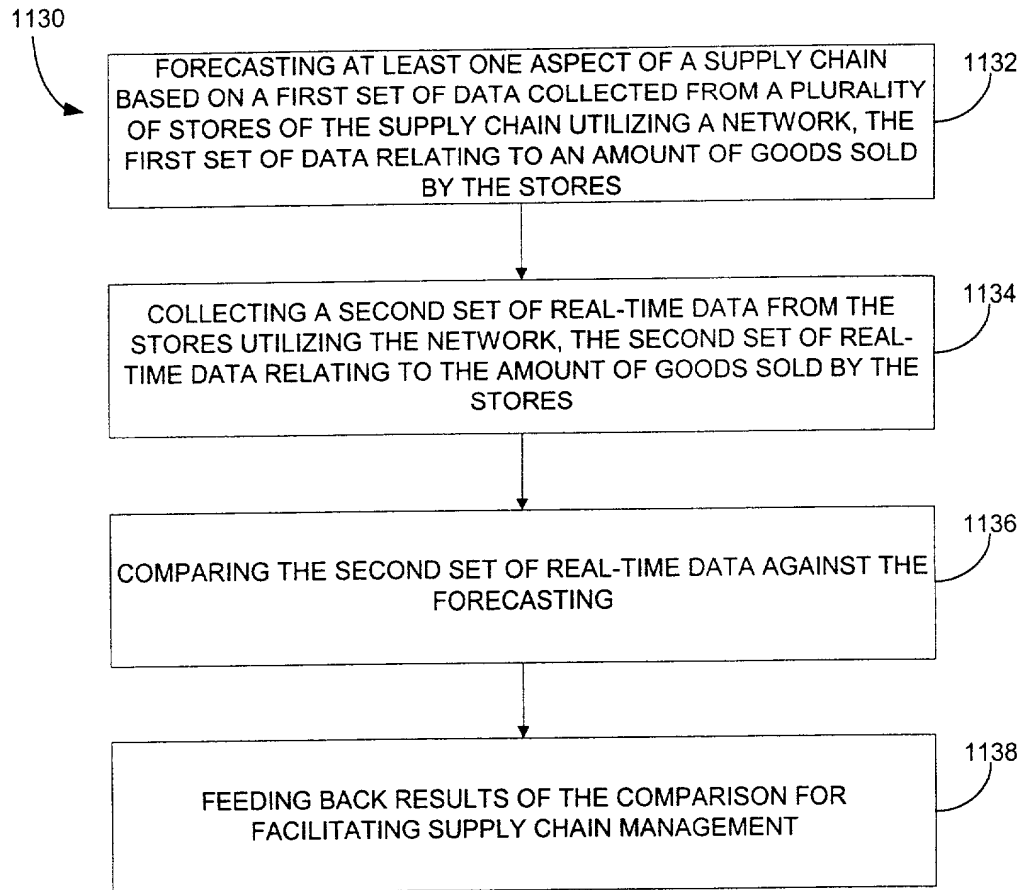 1130
FORECASTING AT LEAST ONE ASPECT OF A SUPPLY CHAIN
BASED ON A FIRST SET OF DATA COLLECTED FROM A PLURALITY
OF STORES OF THE SUPPLY CHAIN UTILIZING A NETWORK, THE
FIRST SET OF DATA RELATING TO AN AMOUNT OF GOODS SOLD
BY THE STORES
1132
COLLECTING A SECOND SET OF REAL-TIME DATA FROM THE
STORES UTILIZING THE NETWORK, THE SECOND SET OF REAL-
TIME DATA RELATING TO THE AMOUNT OF GOODS SOLD BY THE
STORES
1134
COMPARING THE SECOND SET OF REAL-TIME DATA AGAINST THE
FORECASTING
1136
FEEDING BACK RESULTS OF THE COMPARISON FOR
FACILITATING SUPPLY CHAIN MANAGEMENT
1138